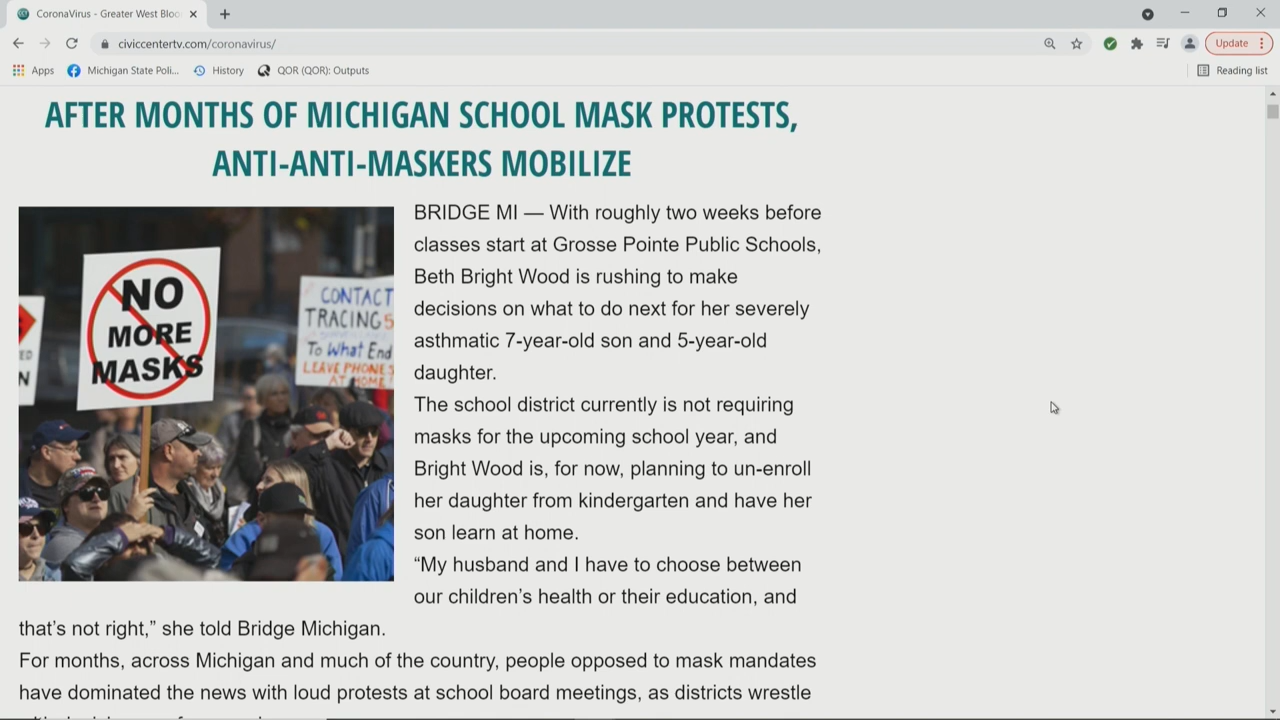 CoronaVirus - Greater West Bloo
civiccentertv.com/coronavirus/
Update
Apps
Michigan State Poli...
History
QOR (QOR): Outputs
Reading list
AFTER MONTHS OF MICHIGAN SCHOOL MASK PROTESTS,
ANTI-ANTI-MASKERS MOBILIZE
NO
MORE
MASKS
CONTACT
TRACING
To What End
LEAVE PHONES
AT HOME!
BRIDGE MI — With roughly two weeks before
classes start at Grosse Pointe Public Schools,
Beth Bright Wood is rushing to make
decisions on what to do next for her severely
asthmatic 7-year-old son and 5-year-old
daughter.
The school district currently is not requiring
masks for the upcoming school year, and
Bright Wood is, for now, planning to un-enroll
her daughter from kindergarten and have her
son learn at home.
“My husband and I have to choose between
our children’s health or their education, and
that’s not right,” she told Bridge Michigan.
For months, across Michigan and much of the country, people opposed to mask mandates
have dominated the news with loud protests at school board meetings, as districts wrestle